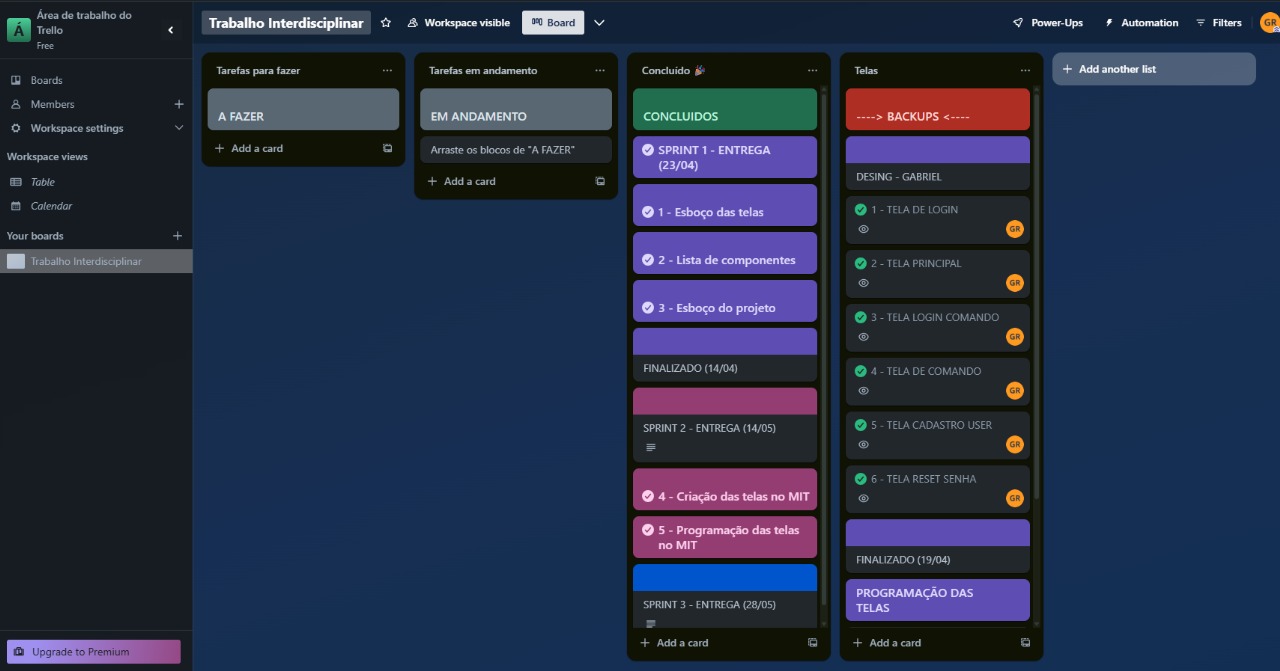 Área de trabalho do
Trello
Free
Á
Boards
Members
Workspace settings
Workspace views
Table
Calendar
Your boards
Trabalho Interdisciplinar
Upgrade to Premium
Trabalho Interdisciplinar
Workspace visible
Board
Power-Ups
Automation
Filters
GR
Tarefas para fazer
A FAZER
Add a card
Tarefas em andamento
EM ANDAMENTO
Arraste os blocos de "A FAZER"
Add a card
Concluído 🎉
CONCLUIDOS
SPRINT 1 - ENTREGA
(23/04)
1 - Esboço das telas
2 - Lista de componentes
3 - Esboço do projeto
FINALIZADO (14/04)
SPRINT 2 - ENTREGA (14/05)
4 - Criação das telas no MIT
5 - Programação das telas
no MIT
SPRINT 3 - ENTREGA (28/05)
Add a card
Telas
----> BACKUPS <----
DESING - GABRIEL
1 - TELA DE LOGIN
GR
2 - TELA PRINCIPAL
GR
3 - TELA LOGIN COMANDO
GR
4 - TELA DE COMANDO
GR
5 - TELA CADASTRO USER
GR
6 - TELA RESET SENHA
GR
FINALIZADO (19/04)
PROGRAMAÇÃO DAS
TELAS
Add a card
Add another list